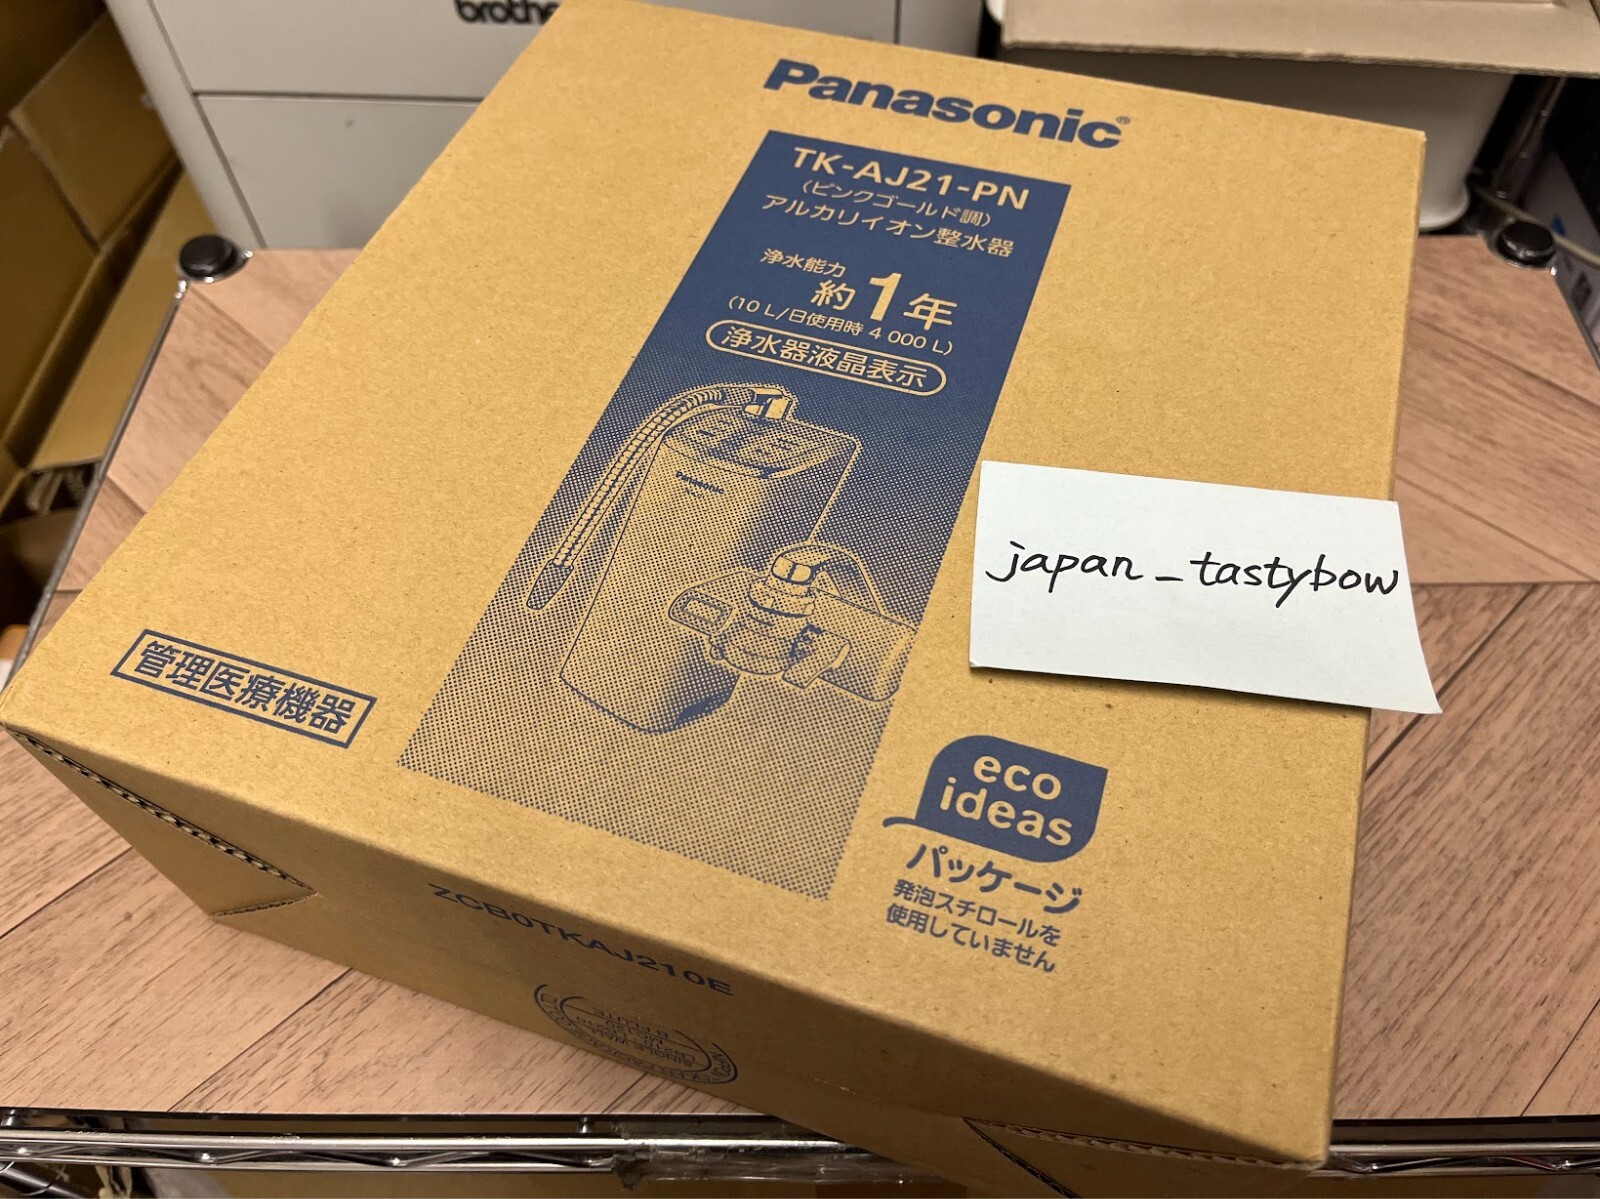 brothe
Panasonic®
TK-AJ21-PN
(ピンクゴールド調)
アルカリイオン整水器
浄水能力
約1年
(10 L/日使用時 4 000 L)
浄水器液晶表示
Panasonic
japan_tastybow
管理医療機器
eco
ideas
パッケージ
発泡スチロールを
使用していません
ZCB0TKAJ210E